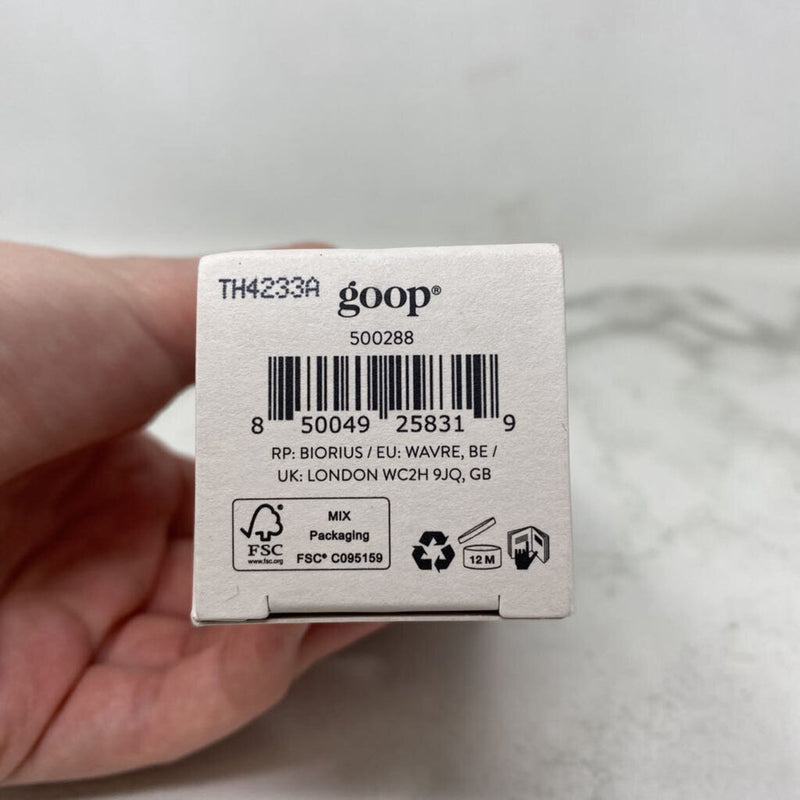 TH4233A goop®
500288
8 50049 25831 9
RP: BIORIUS / EU: WAVRE, BE /
UK: LONDON WC2H 9JQ, GB
MIX
Packaging
FSC® C095159
FSC
www.fsc.org
12 M